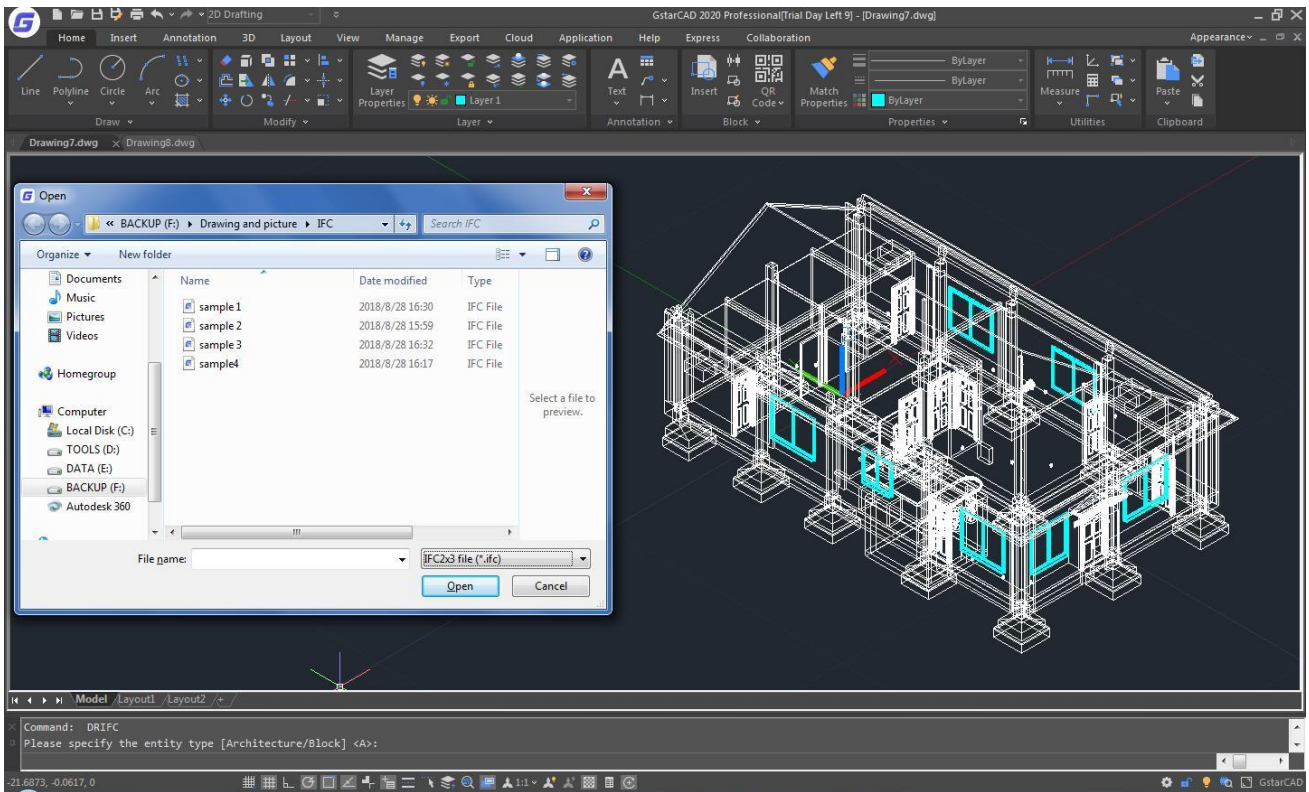 2D Drafting
GstarCAD 2020 Professional[Trial Day Left 9] - [Drawing7.dwg]
Home Insert Annotation 3D Layout View Manage Export Cloud Application Help Express Collaboration
Appearance
Line Polyline Circle Arc
Layer Properties
Layer 1
Text
Insert
QR Code
Match Properties
ByLayer
ByLayer
ByLayer
Measure
Paste
Draw Modify Layer Annotation Block Properties Utilities Clipboard
Drawing7.dwg Drawing8.dwg
Open
« BACKUP (F:) Drawing and picture IFC
Search IFC
Organize New folder
Documents
Music
Pictures
Videos
Homegroup
Computer
Local Disk (C:)
TOOLS (D:)
DATA (E:)
BACKUP (F:)
Autodesk 360
Name Date modified Type
sample 1 2018/8/28 16:30 IFC File
sample 2 2018/8/28 15:59 IFC File
sample 3 2018/8/28 16:32 IFC File
sample4 2018/8/28 16:17 IFC File
Select a file to
preview.
File name:
IFC2x3 file (*.ifc)
Open Cancel
Model Layout1 Layout2 +
Command: DRIFC
Please specify the entity type [Architecture/Block] <A>:
-21.6873, -0.0617, 0
1:1
GstarCAD